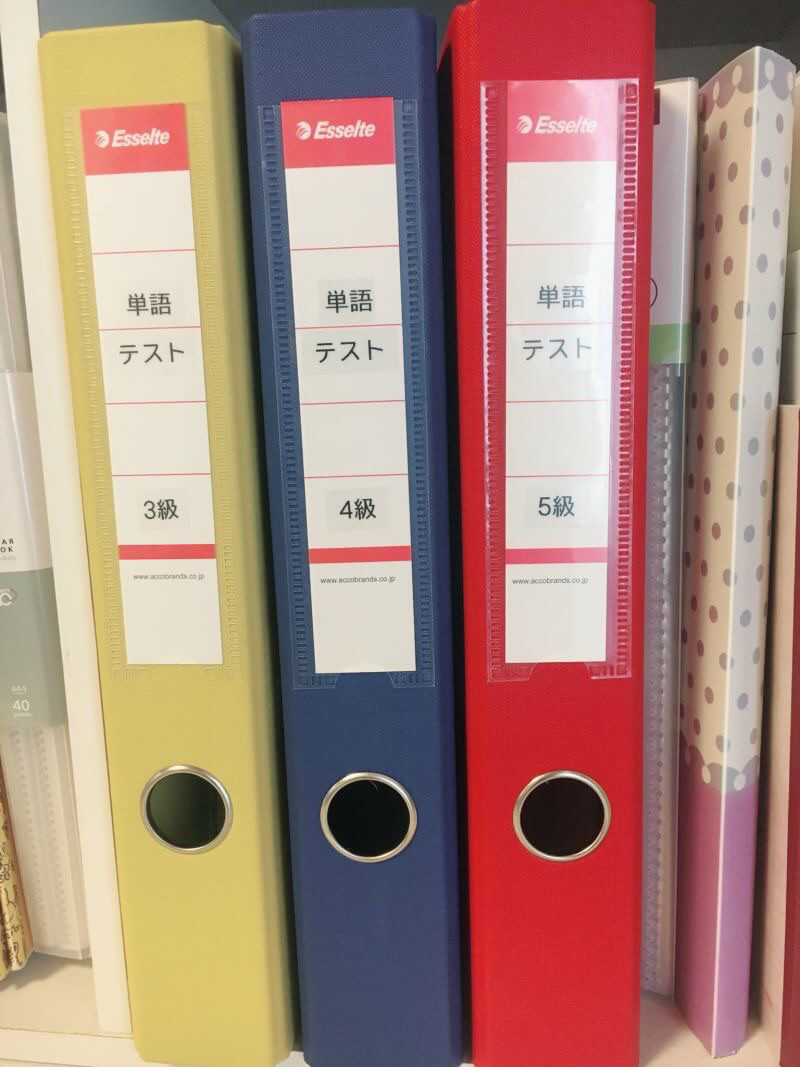 Esselte
単語
テスト
3級
www.accobrands.co.jp
Esselte
単語
テスト
4級
www.accobrands.co.jp
Esselte
単語
テスト
5級
www.accobrands.co.jp
A4-S
40